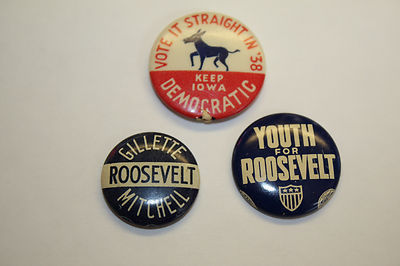 VOTE IT STRAIGHT IN '38
KEEP
IOWA
DEMOCRATIC
GILLETTE
ROOSEVELT
MITCHELL
YOUTH
FOR
ROOSEVELT